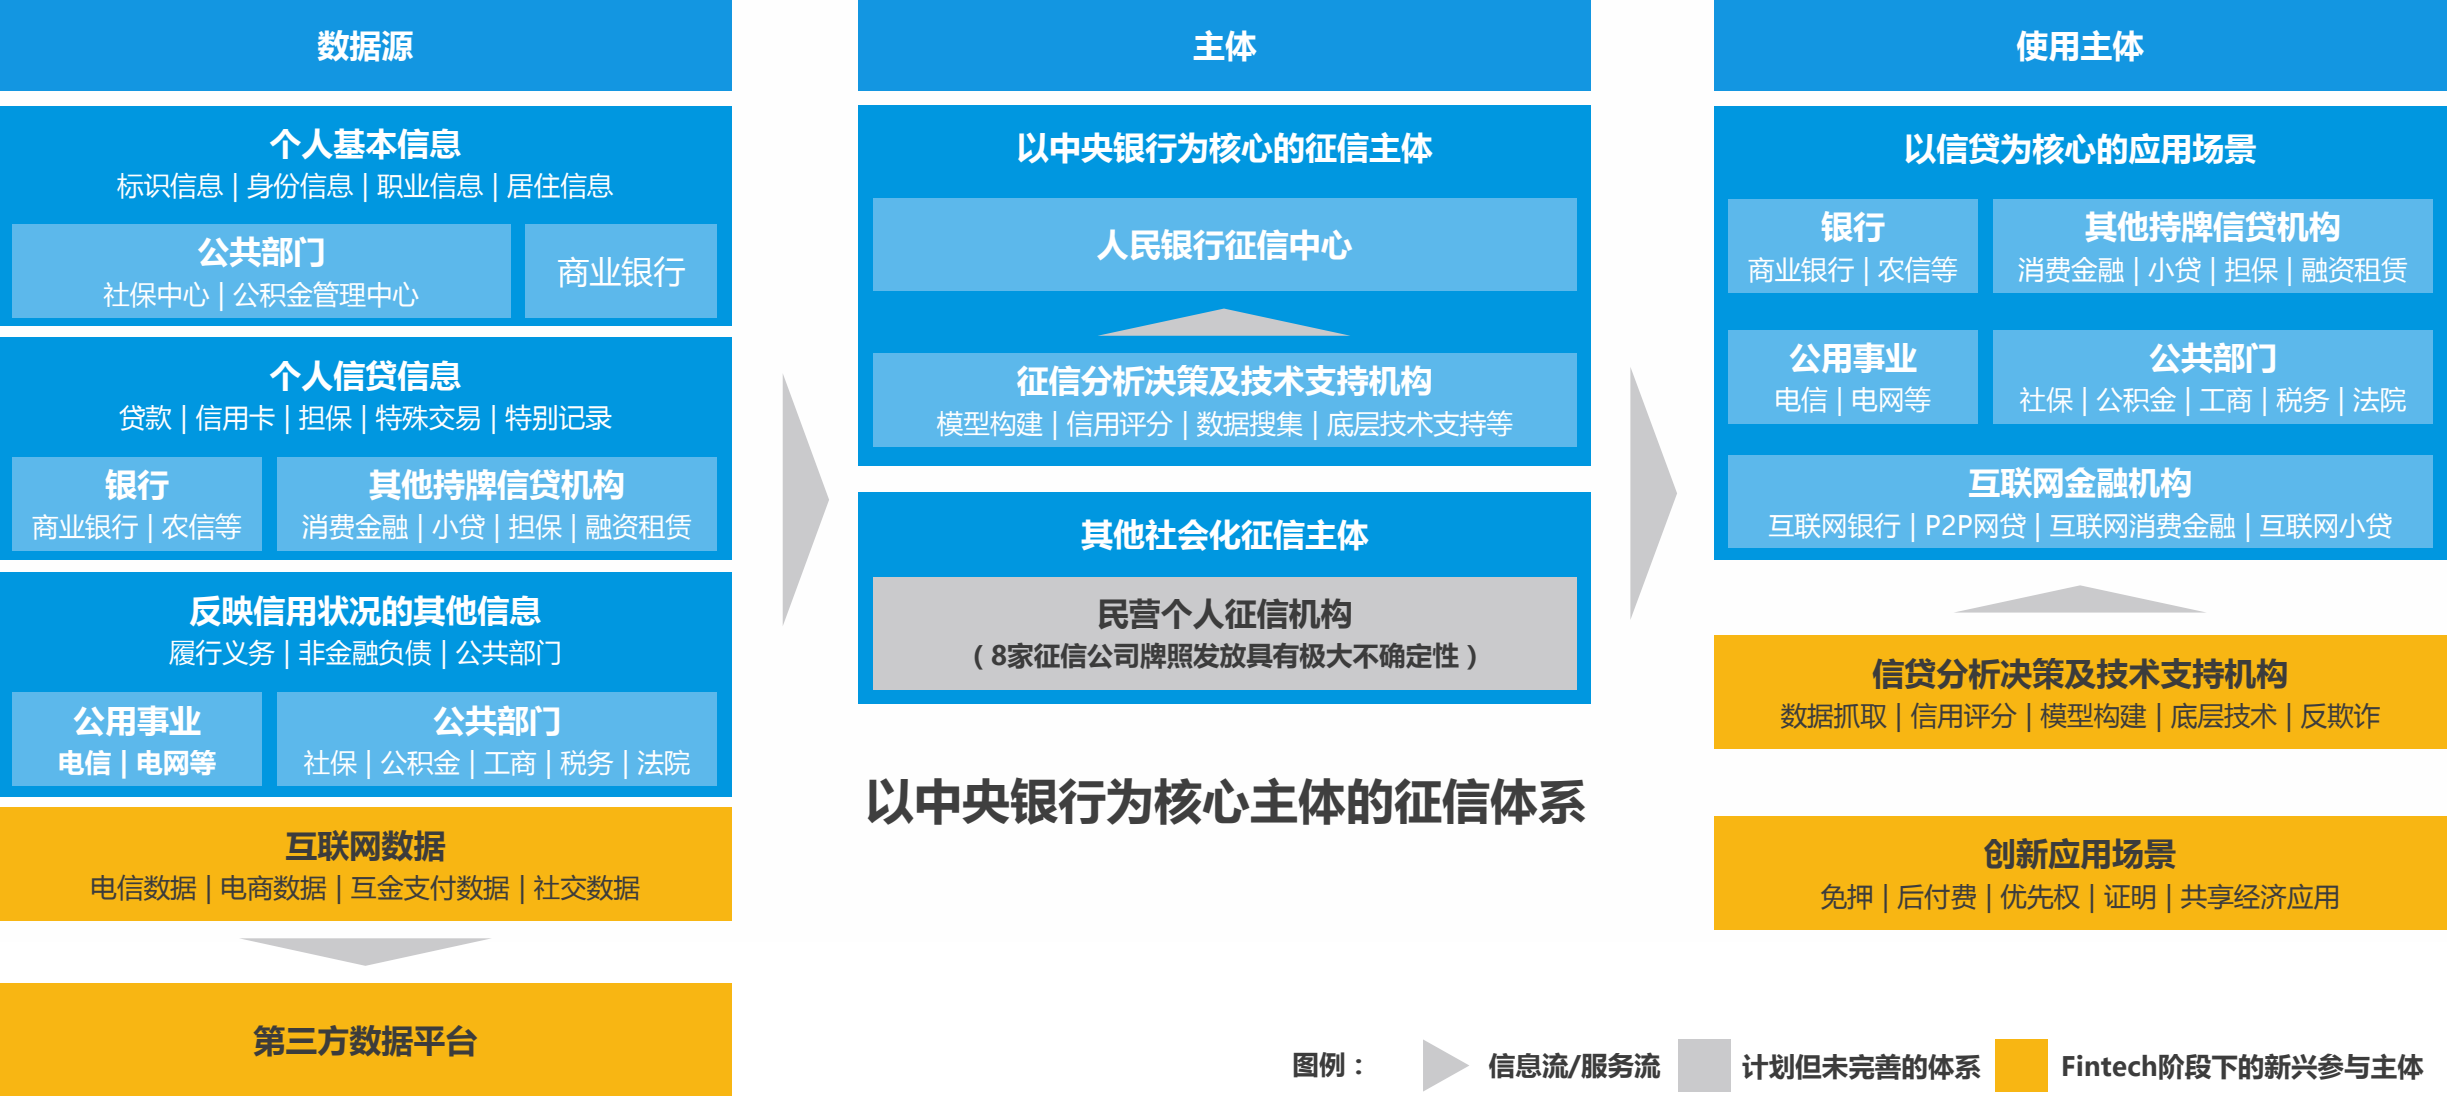 数据源
个人基本信息
标识信息 | 身份信息 | 职业信息 | 居住信息
公共部门
社保中心 | 公积金管理中心
商业银行
个人信贷信息
贷款 | 信用卡 | 担保 | 特殊交易 | 特别记录
银行
商业银行 | 农信等
其他持牌信贷机构
消费金融 | 小贷 | 担保 | 融资租赁
反映信用状况的其他信息
履行义务 | 非金融负债 | 公共部门
公用事业
电信 | 电网等
公共部门
社保 | 公积金 | 工商 | 税务 | 法院
互联网数据
电信数据 | 电商数据 | 互金支付数据 | 社交数据
第三方数据平台
主体
以中央银行为核心的征信主体
人民银行征信中心
征信分析决策及技术支持机构
模型构建 | 信用评分 | 数据搜集 | 底层技术支持等
其他社会化征信主体
民营个人征信机构
（8家征信公司牌照发放具有极大不确定性）
以中央银行为核心主体的征信体系
使用主体
以信贷为核心的应用场景
银行
商业银行 | 农信等
其他持牌信贷机构
消费金融 | 小贷 | 担保 | 融资租赁
公用事业
电信 | 电网等
公共部门
社保 | 公积金 | 工商 | 税务 | 法院
互联网金融机构
互联网银行 | P2P网贷 | 互联网消费金融 | 互联网小贷
信贷分析决策及技术支持机构
数据抓取 | 信用评分 | 模型构建 | 底层技术 | 反欺诈
创新应用场景
免押 | 后付费 | 优先权 | 证明 | 共享经济应用
图例：
信息流/服务流
计划但未完善的体系
Fintech阶段下的新兴参与主体